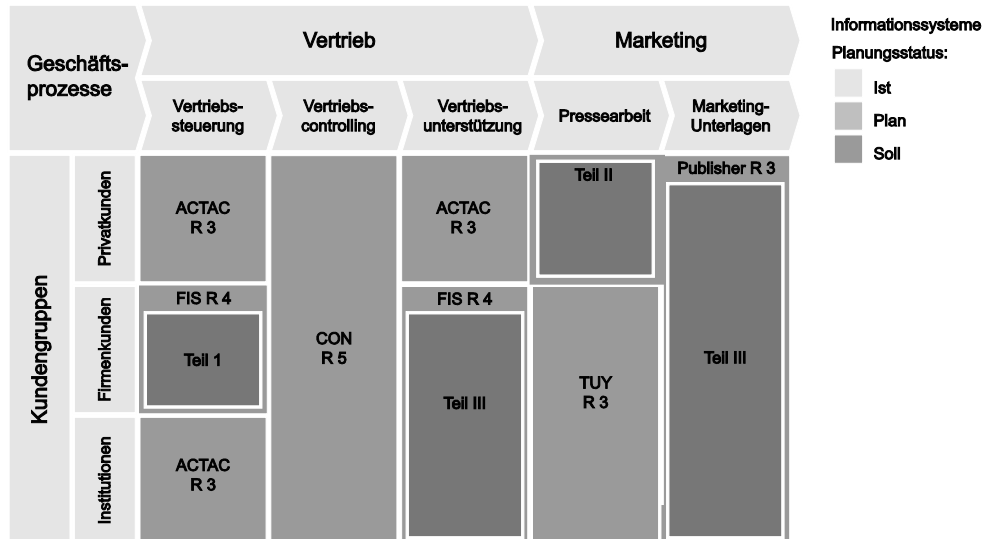 Geschäfts-
prozesse
Vertrieb
Marketing
Vertriebs-
steuerung
Vertriebs-
controlling
Vertriebs-
unterstützung
Pressearbeit
Marketing-
Unterlagen
Informationssysteme
Planungsstatus:
Ist
Plan
Soll
Kundengruppen
Privatkunden
ACTAC
R 3
ACTAC
R 3
Teil II
Publisher R 3
Firmenkunden
FIS R 4
Teil 1
CON
R 5
FIS R 4
Teil III
TUY
R 3
Teil III
Institutionen
ACTAC
R 3